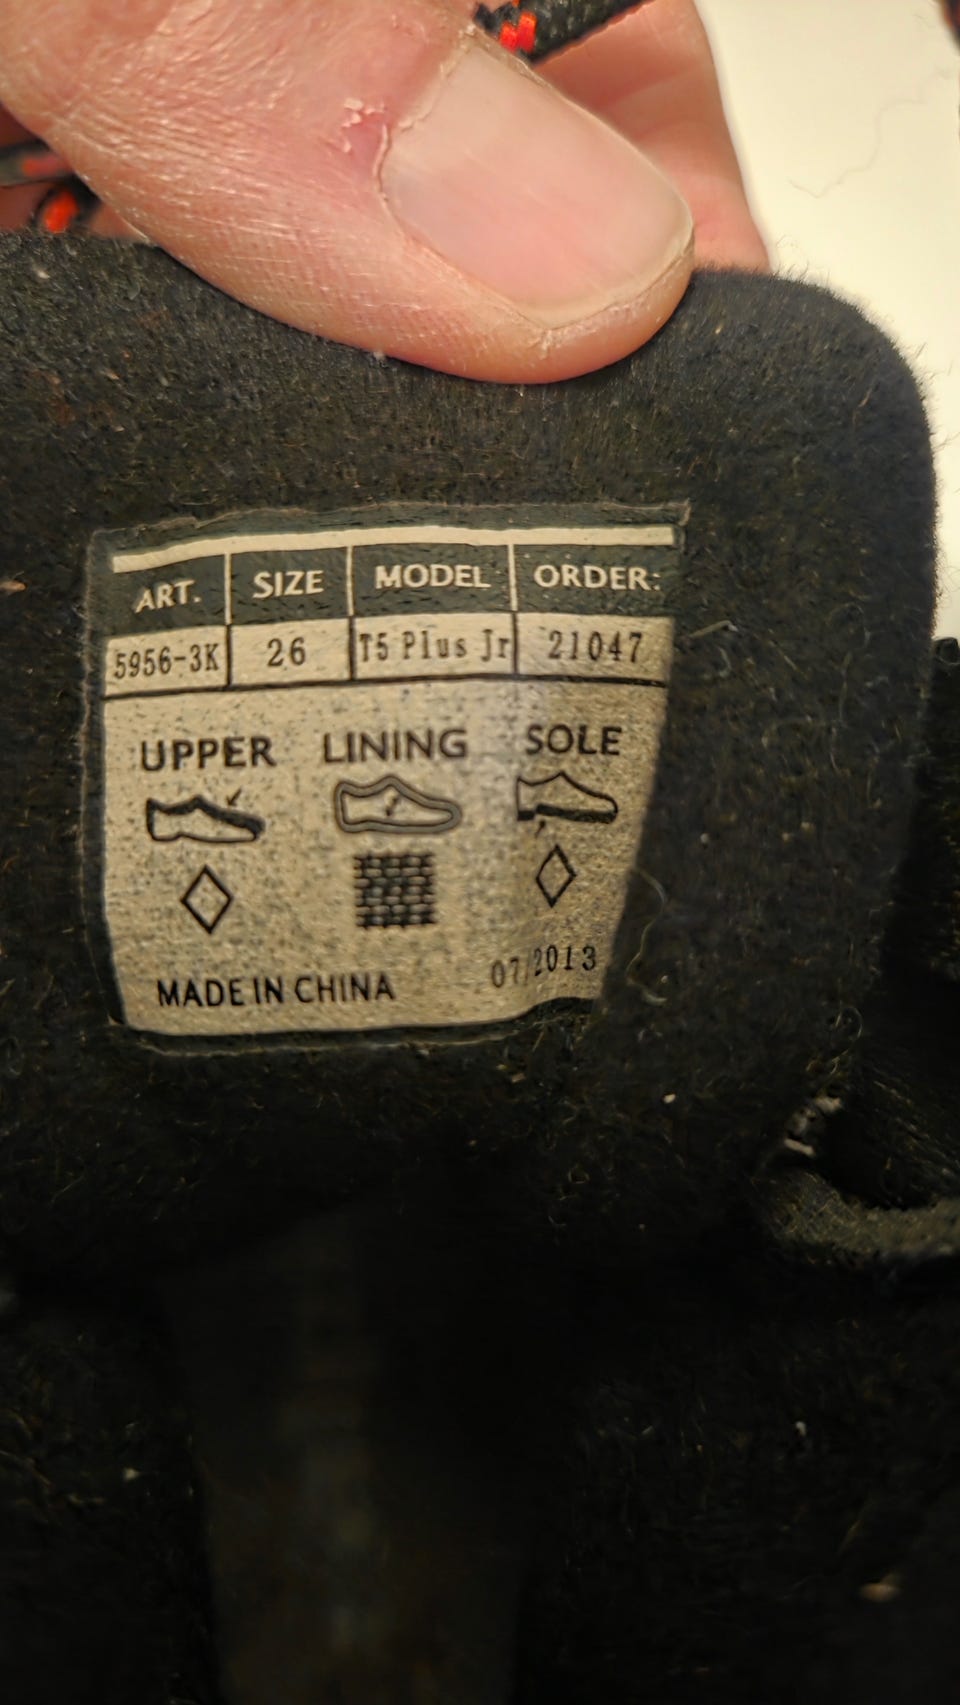 ART. SIZE MODEL ORDER:
5956-3K 26 T5 Plus Jr 21047
UPPER LINING SOLE
MADE IN CHINA 07/2013